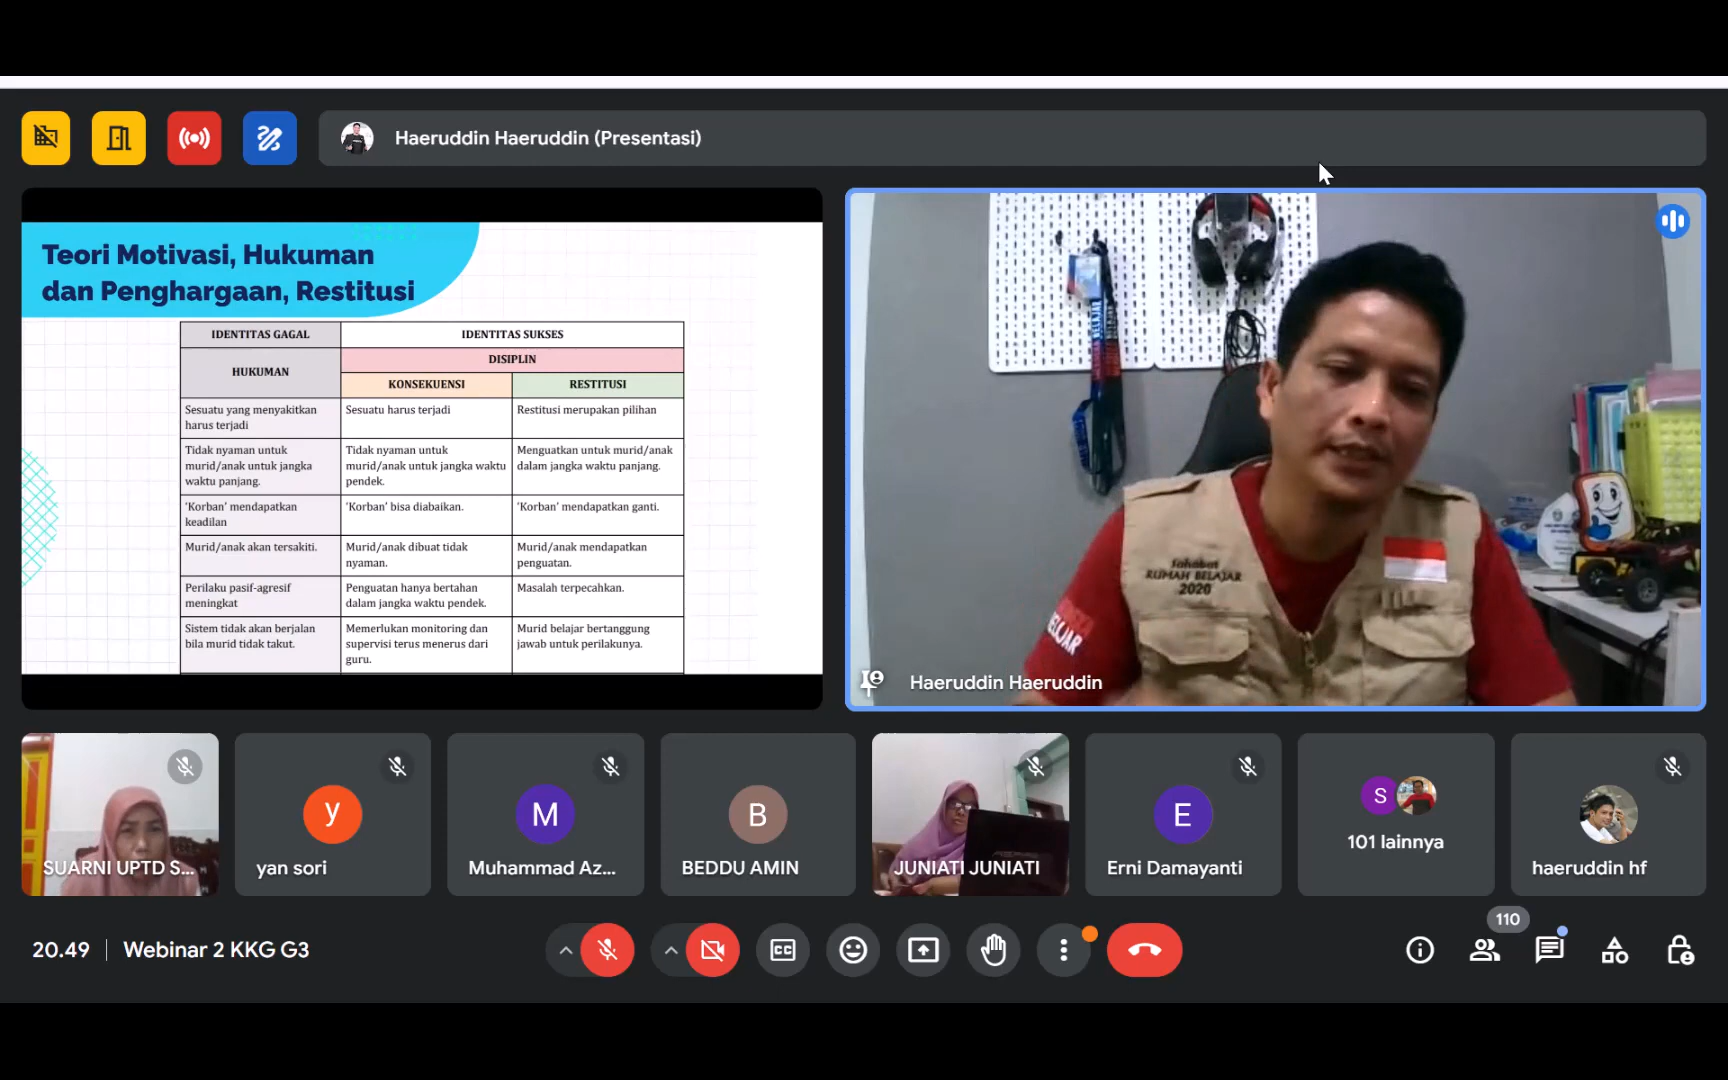 Haeruddin Haeruddin (Presentasi)
Teori Motivasi, Hukuman
dan Penghargaan, Restitusi
IDENTITAS GAGAL
IDENTITAS SUKSES
HUKUMAN
DISIPLIN
KONSEKUENSI
RESTITUSI
Sesuatu yang menyakitkan
harus terjadi
Sesuatu harus terjadi
Restitusi merupakan pilihan
Tidak nyaman untuk
murid/anak untuk jangka
waktu panjang.
Tidak nyaman untuk
murid/anak untuk jangka waktu
pendek.
Menguatkan untuk murid/anak
dalam jangka waktu panjang.
‘Korban’ mendapatkan
keadilan
‘Korban’ bisa diabaikan.
‘Korban’ mendapatkan ganti.
Murid/anak akan tersakiti.
Murid/anak dibuat tidak
nyaman.
Murid/anak mendapatkan
penguatan.
Perilaku pasif-agresif
meningkat
Penguatan hanya bertahan
dalam jangka waktu pendek.
Masalah terpecahkan.
Sistem tidak akan berjalan
bila murid tidak takut.
Memerlukan monitoring dan
supervisi terus menerus dari
guru.
Murid belajar bertanggung
jawab untuk perilakunya.
Sahabat
RUMAH BELAJAR
2020
Haeruddin Haeruddin
SUARNI UPTD S...
y
yan sori
M
Muhammad Az...
B
BEDDU AMIN
JUNIATI JUNIATI
E
Erni Damayanti
S
101 lainnya
haeruddin hf
20.49
Webinar 2 KKG G3
CC
110